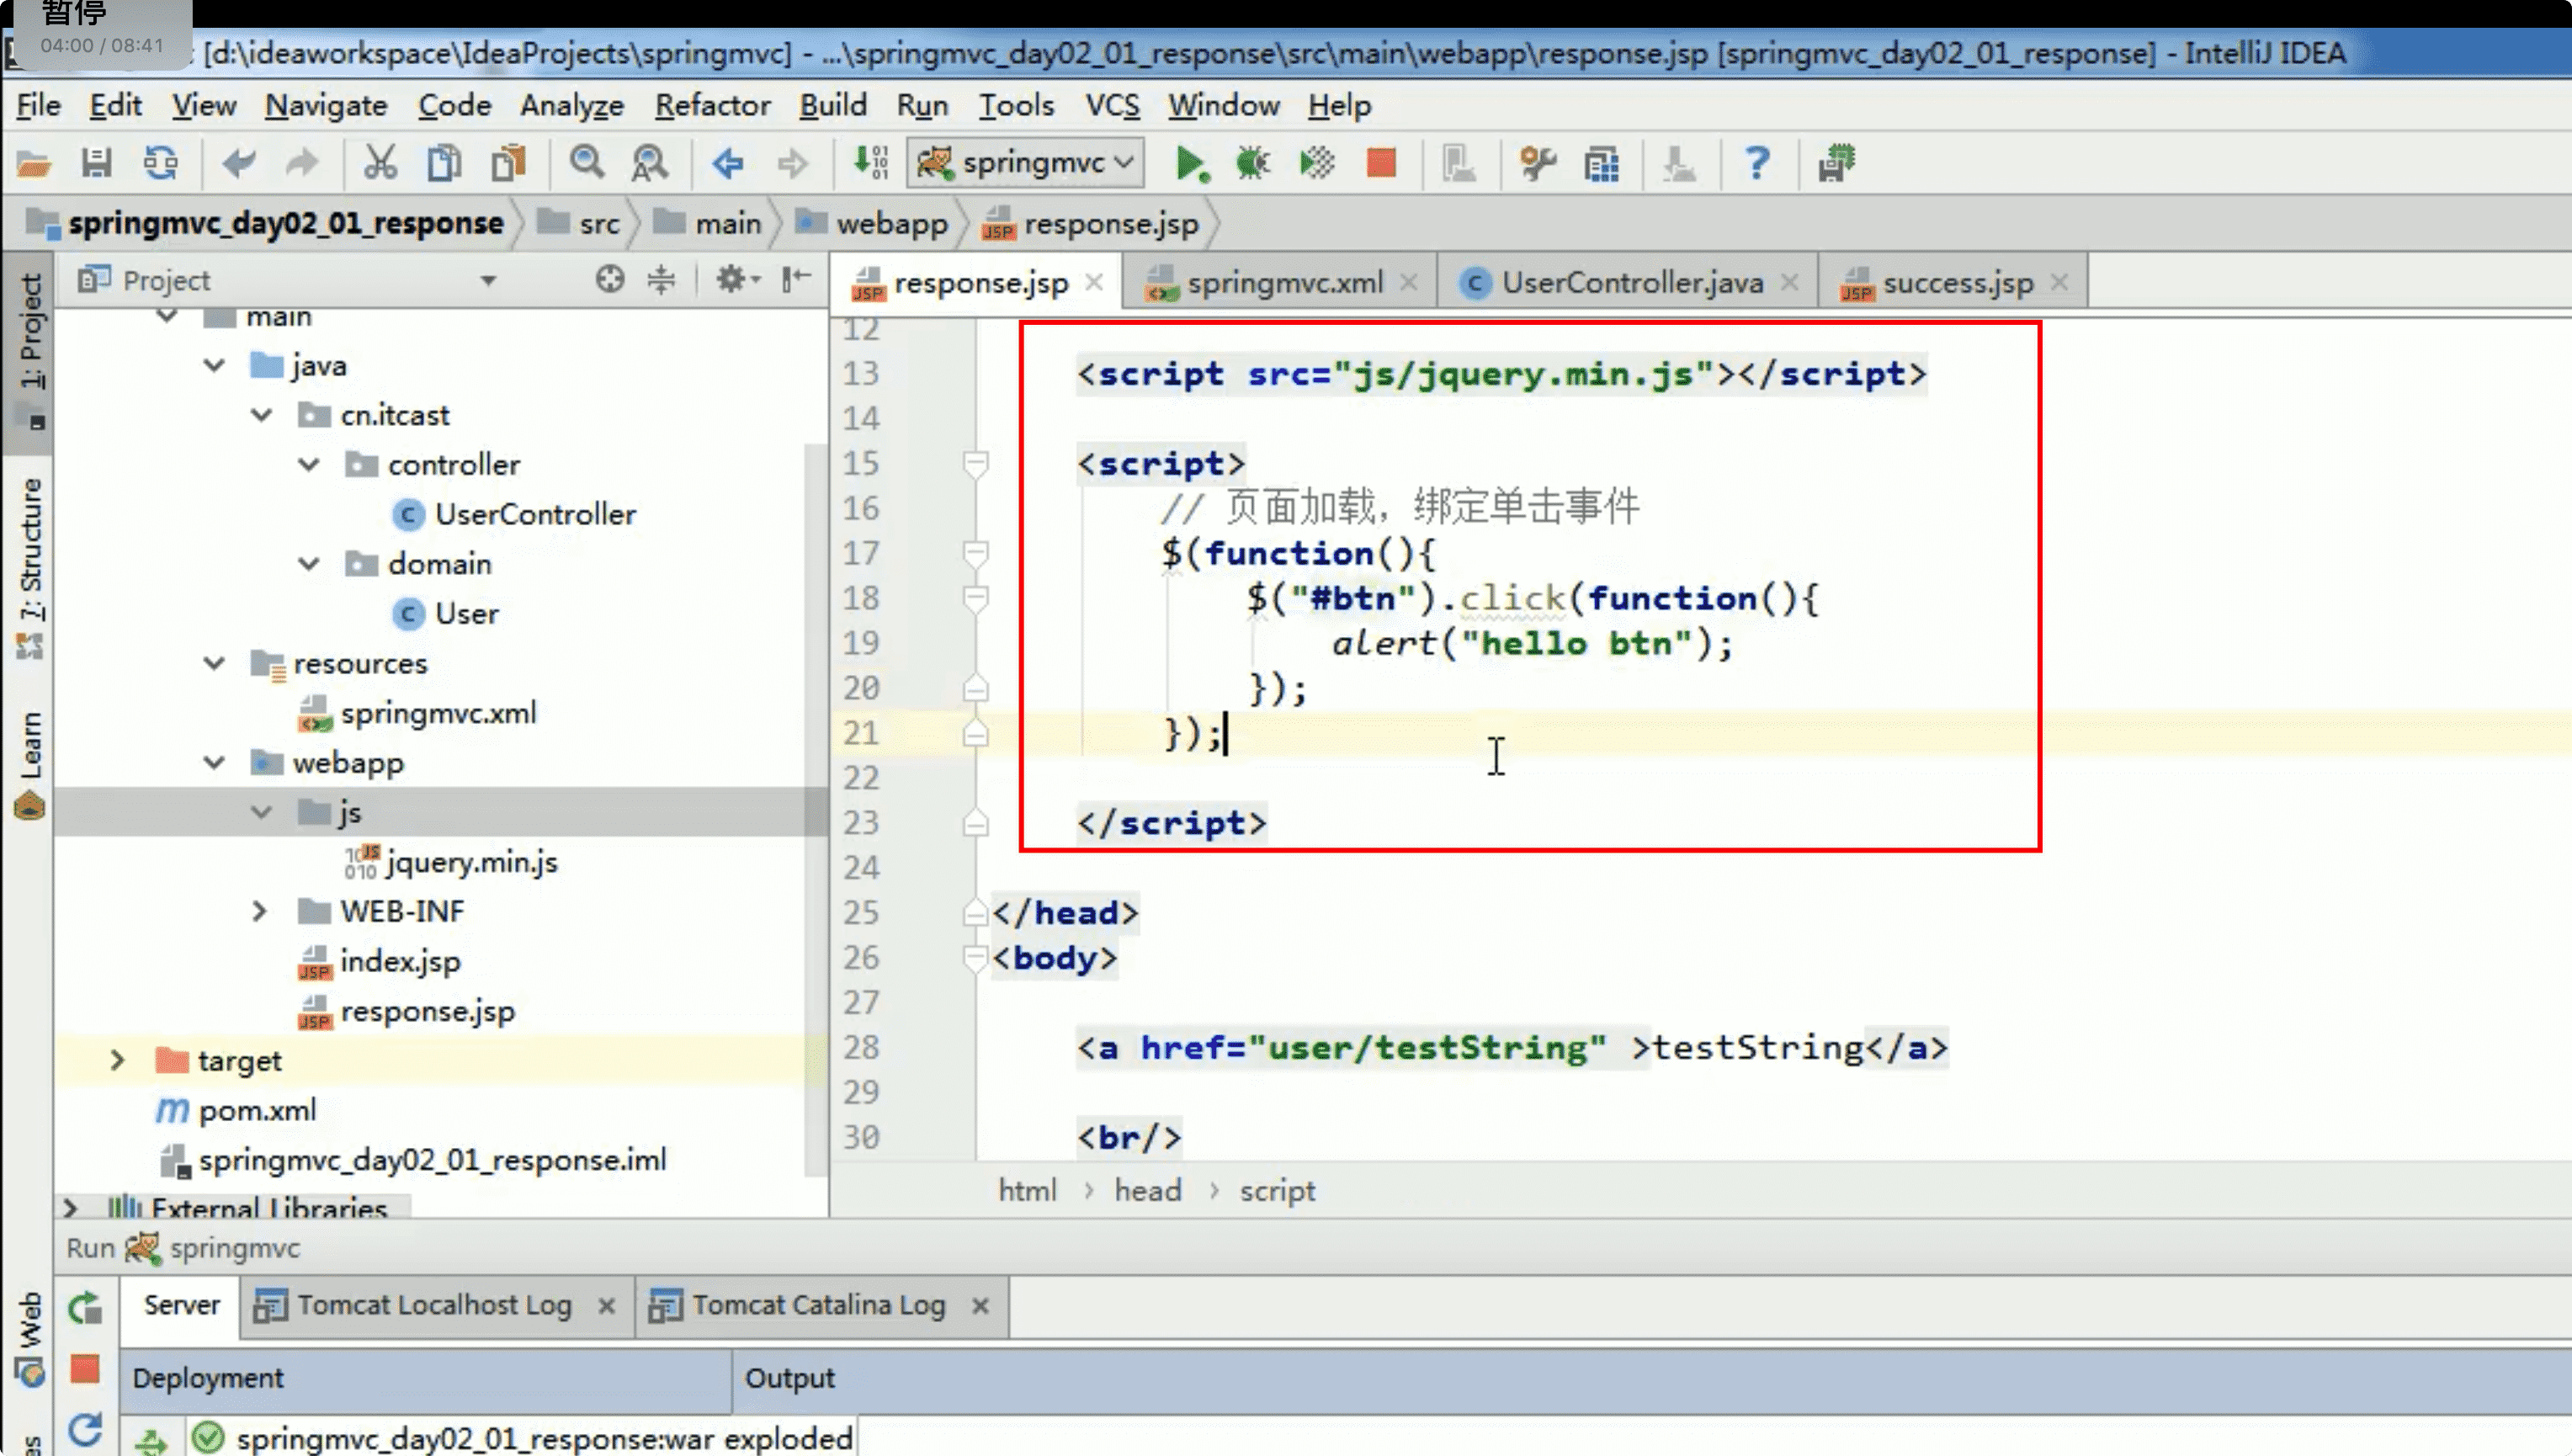 暂停
04:00 / 08:41
[d:\ideaworkspace\IdeaProjects\springmvc] - ...\springmvc_day02_01_response\src\main\webapp\response.jsp [springmvc_day02_01_response] - IntelliJ IDEA
File Edit View Navigate Code Analyze Refactor Build Run Tools VCS Window Help
springmvc
springmvc_day02_01_response src main webapp response.jsp
1: Project
7: Structure
Learn
Web
Project
main
java
cn.itcast
controller
UserController
domain
User
resources
springmvc.xml
webapp
js
jquery.min.js
WEB-INF
index.jsp
response.jsp
target
pom.xml
springmvc_day02_01_response.iml
External Libraries
response.jsp springmvc.xml UserController.java success.jsp
12
13 <script src="js/jquery.min.js"></script>
14
15 <script>
16 // 页面加载，绑定单击事件
17 $(function(){
18 $("#btn").click(function(){
19 alert("hello btn");
20 });
21 });
22
23 </script>
24
25 </head>
26 <body>
27
28 <a href="user/testString" >testString</a>
29
30 <br/>
html › head › script
Run springmvc
Server Tomcat Localhost Log Tomcat Catalina Log
Deployment Output
springmvc_day02_01_response:war exploded